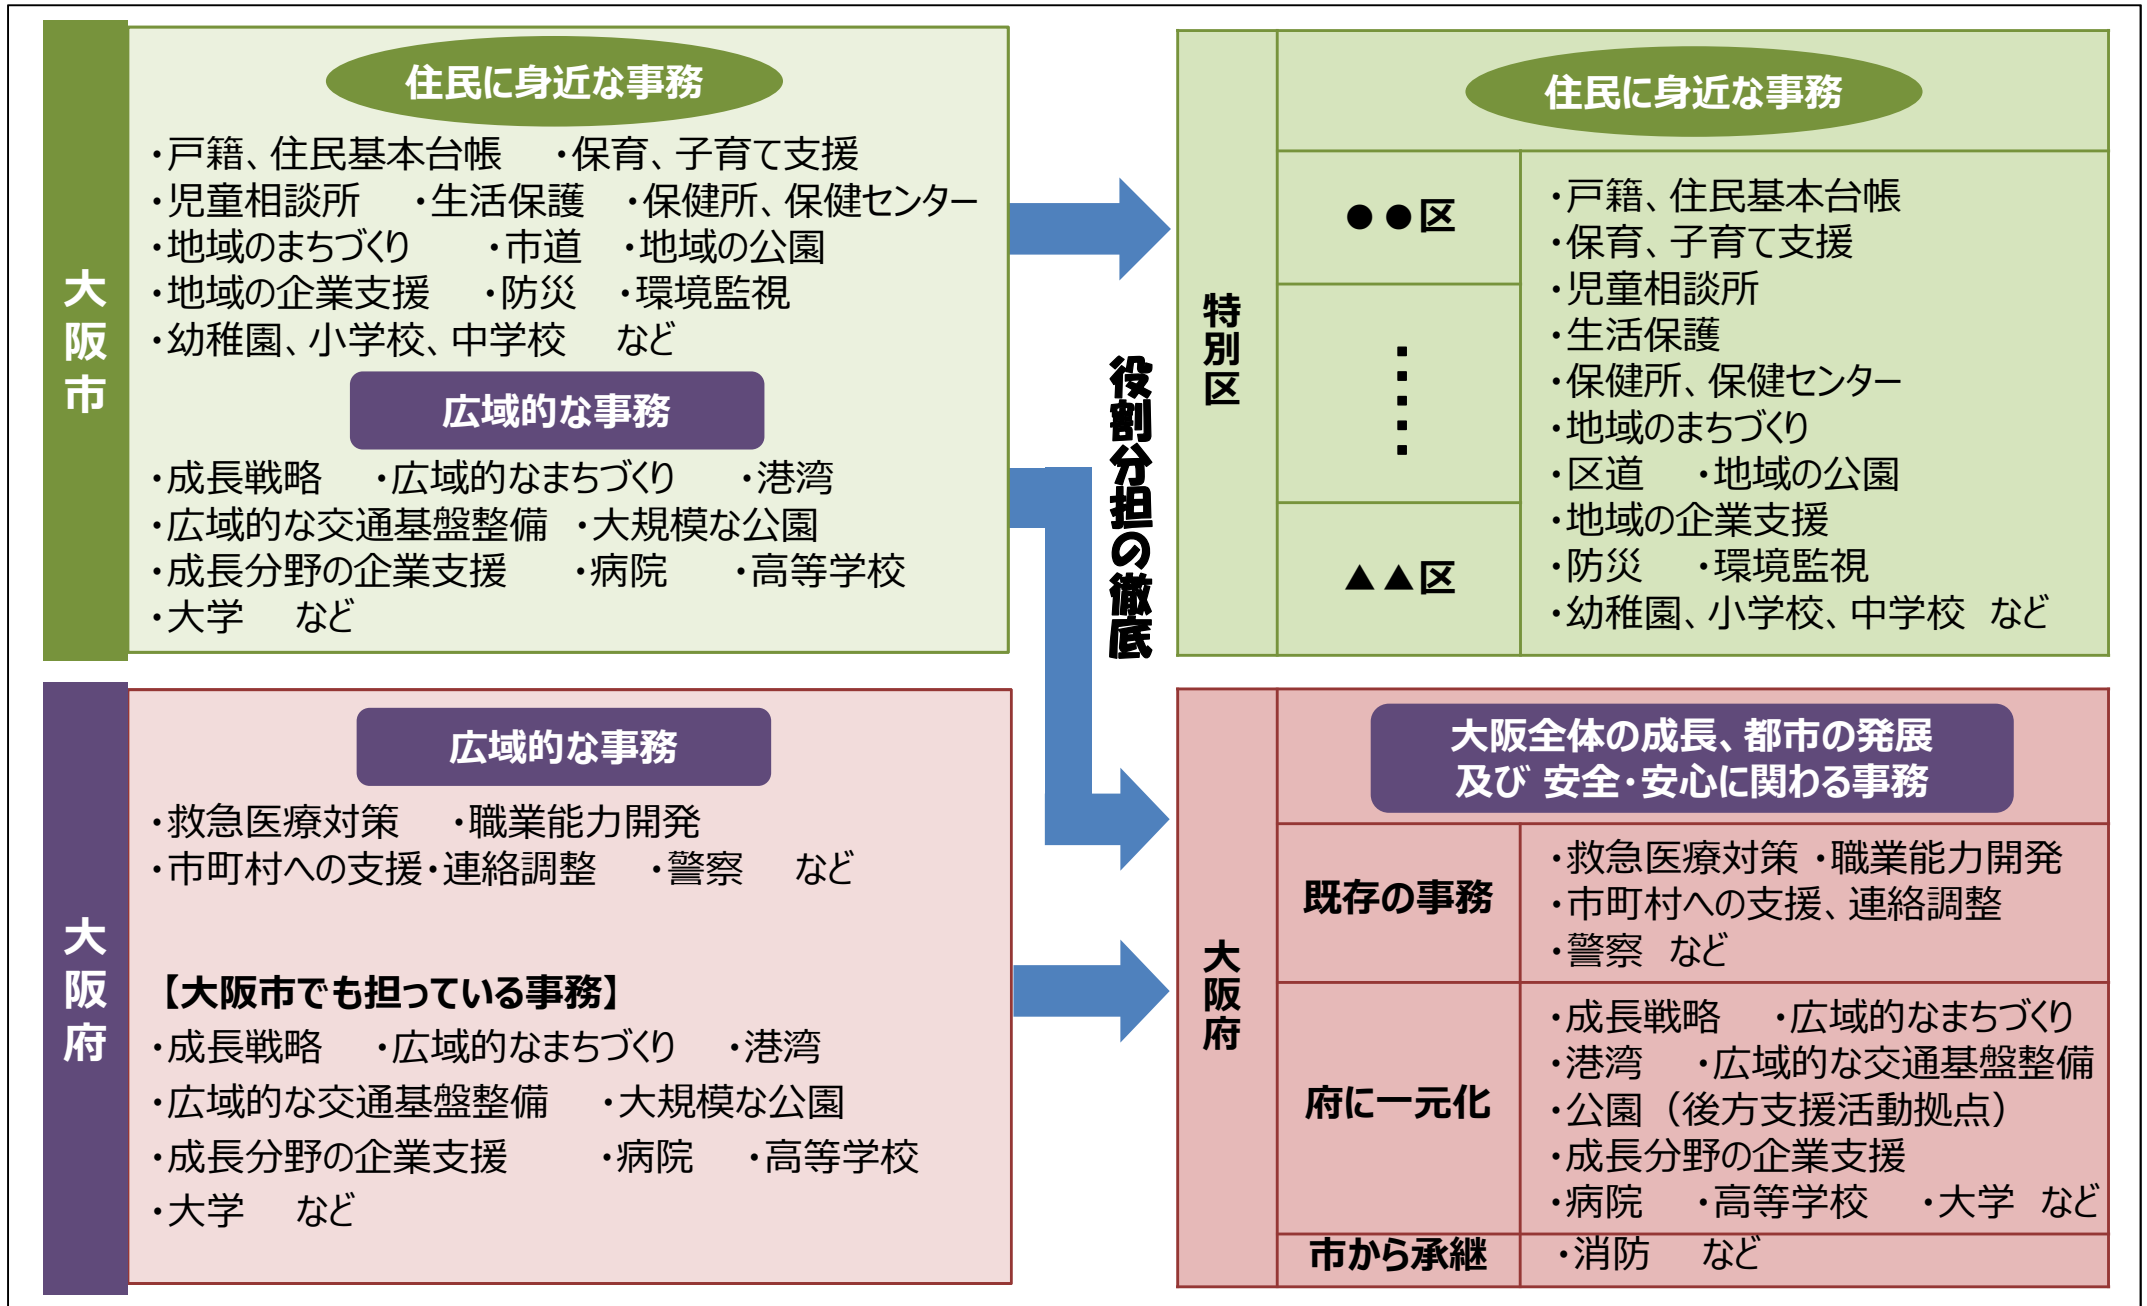 大阪市
住民に身近な事務
・戸籍、住民基本台帳　・保育、子育て支援
・児童相談所　・生活保護　・保健所、保健センター
・地域のまちづくり　・市道　・地域の公園
・地域の企業支援　・防災　・環境監視
・幼稚園、小学校、中学校　など
広域的な事務
・成長戦略　・広域的なまちづくり　・港湾
・広域的な交通基盤整備　・大規模な公園
・成長分野の企業支援　・病院　・高等学校
・大学　など
大阪府
広域的な事務
・救急医療対策　・職業能力開発
・市町村への支援・連絡調整　・警察　など
【大阪市でも担っている事務】
・成長戦略　・広域的なまちづくり　・港湾
・広域的な交通基盤整備　・大規模な公園
・成長分野の企業支援　・病院　・高等学校
・大学　など
役割分担の徹底
特別区
住民に身近な事務
●●区
▲▲区
・戸籍、住民基本台帳
・保育、子育て支援
・児童相談所
・生活保護
・保健所、保健センター
・地域のまちづくり
・区道　・地域の公園
・地域の企業支援
・防災　・環境監視
・幼稚園、小学校、中学校　など
大阪府
大阪全体の成長、都市の発展
及び 安全・安心に関わる事務
既存の事務
・救急医療対策 ・職業能力開発
・市町村への支援、連絡調整
・警察　など
府に一元化
・成長戦略　・広域的なまちづくり
・港湾　・広域的な交通基盤整備
・公園（後方支援活動拠点）
・成長分野の企業支援
・病院　・高等学校　・大学　など
市から承継
・消防　など